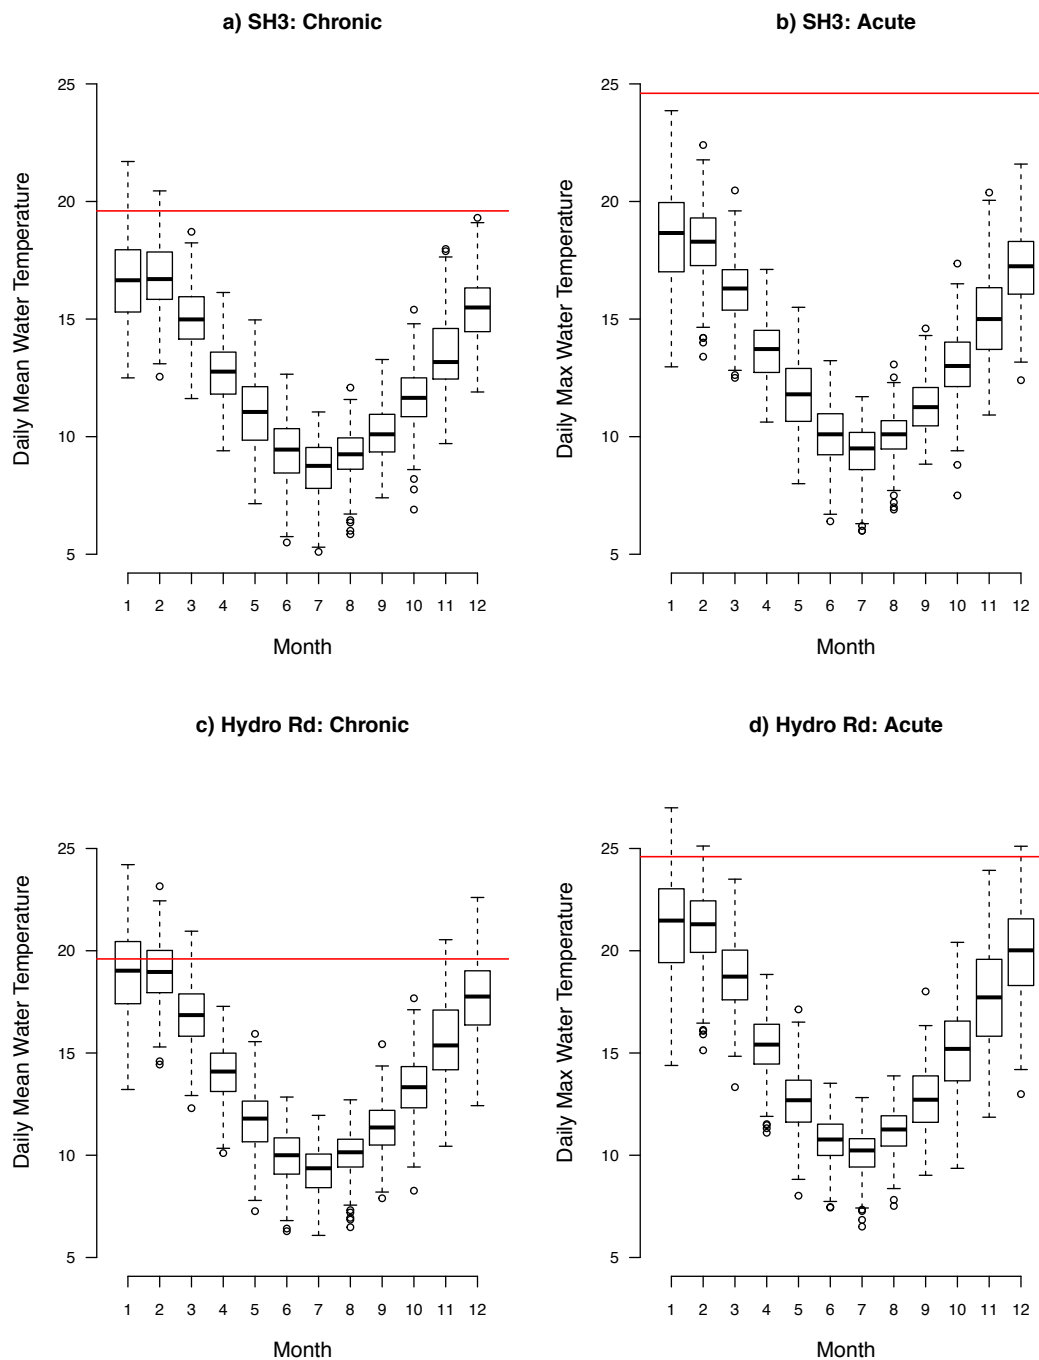 a) SH3: Chronic
Daily Mean Water Temperature
25
20
15
10
5
1 2 3 4 5 6 7 8 9 10 11 12
Month
b) SH3: Acute
Daily Max Water Temperature
25
20
15
10
5
1 2 3 4 5 6 7 8 9 10 11 12
Month
c) Hydro Rd: Chronic
Daily Mean Water Temperature
25
20
15
10
5
1 2 3 4 5 6 7 8 9 10 11 12
Month
d) Hydro Rd: Acute
Daily Max Water Temperature
25
20
15
10
5
1 2 3 4 5 6 7 8 9 10 11 12
Month